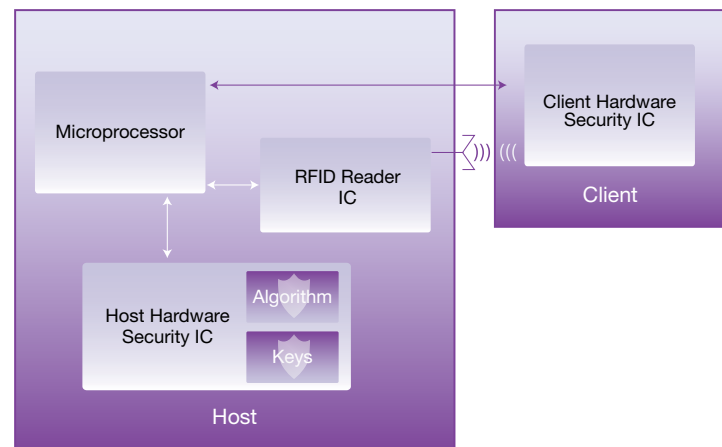 Microprocessor
RFID Reader
IC
Host Hardware
Security IC
Algorithm
Keys
Host
Client Hardware
Security IC
Client